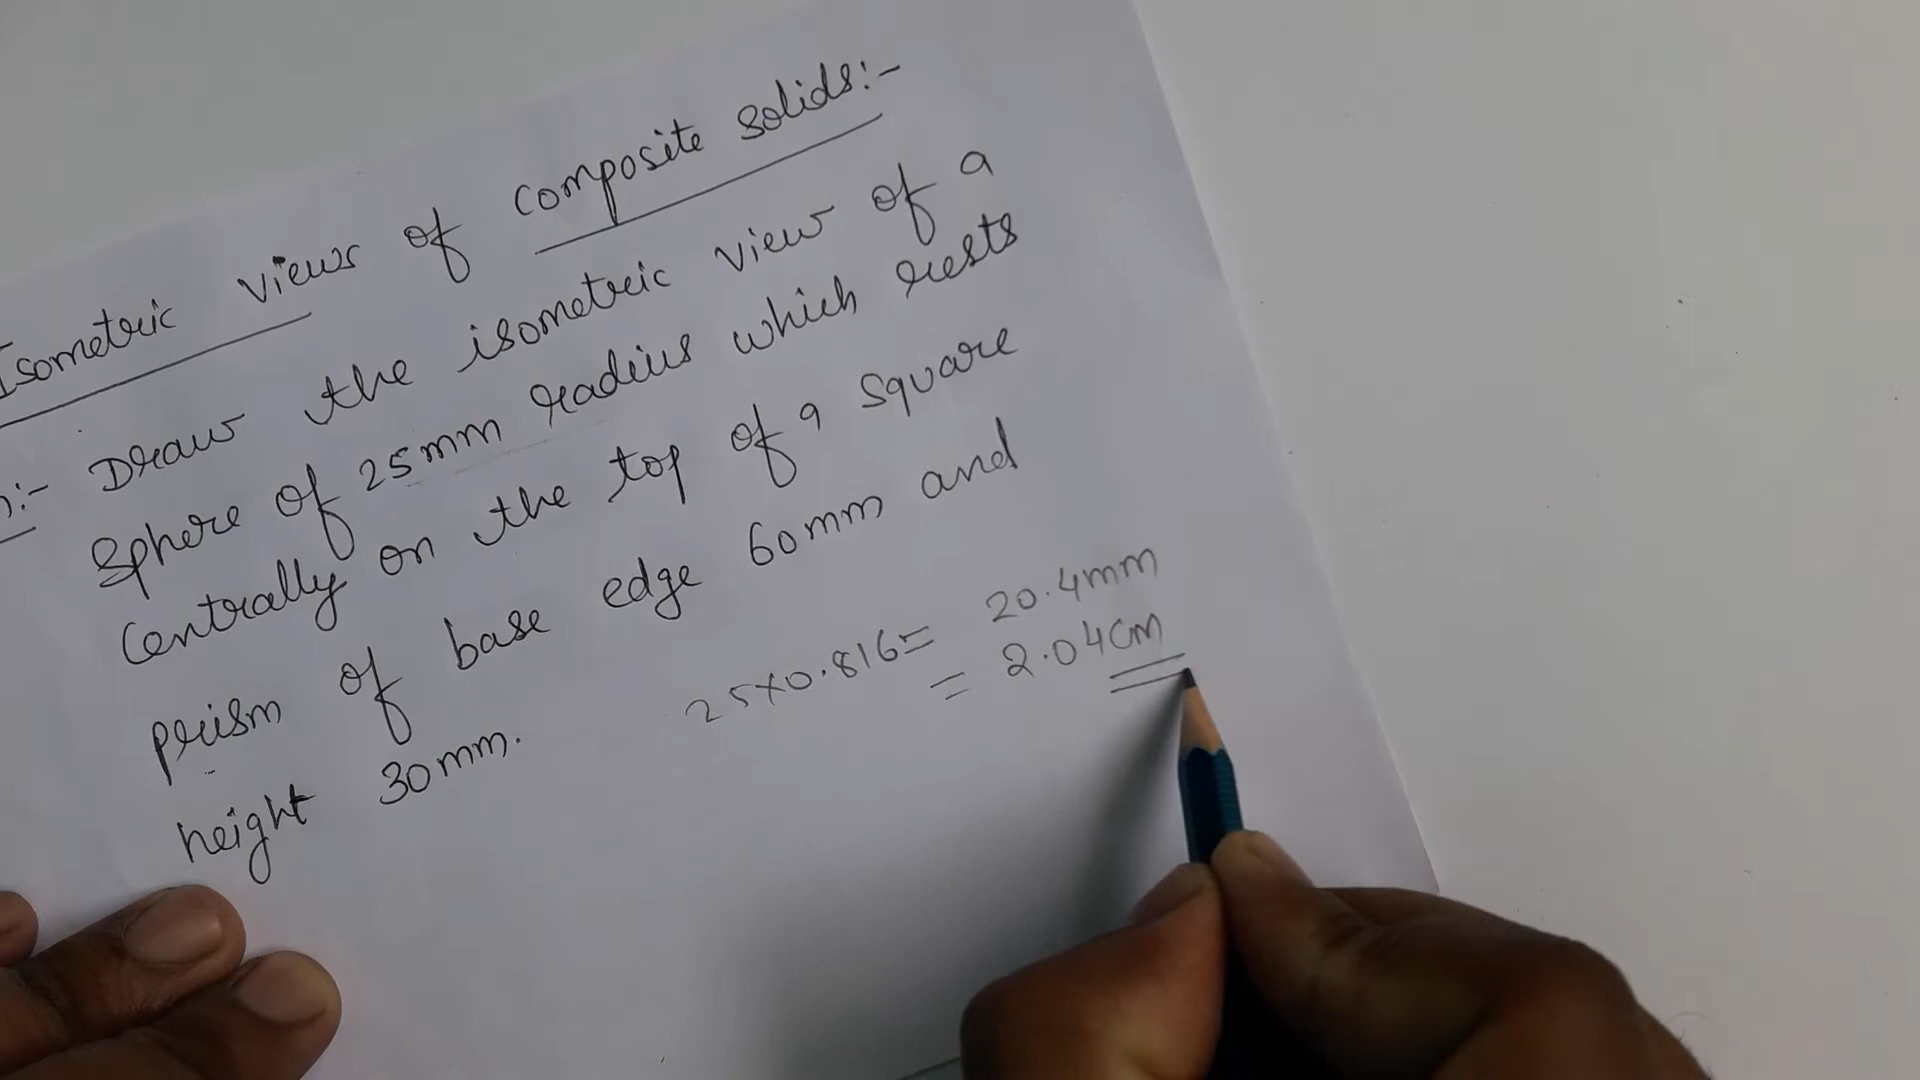 Isometric views of composite solids:-
:- Draw the isometric view of a
sphere of 25mm radius which rests
centrally on the top of a square
prism of base edge 60mm and
height 30mm.
25×0.816= 20.4mm
= 2.04cm